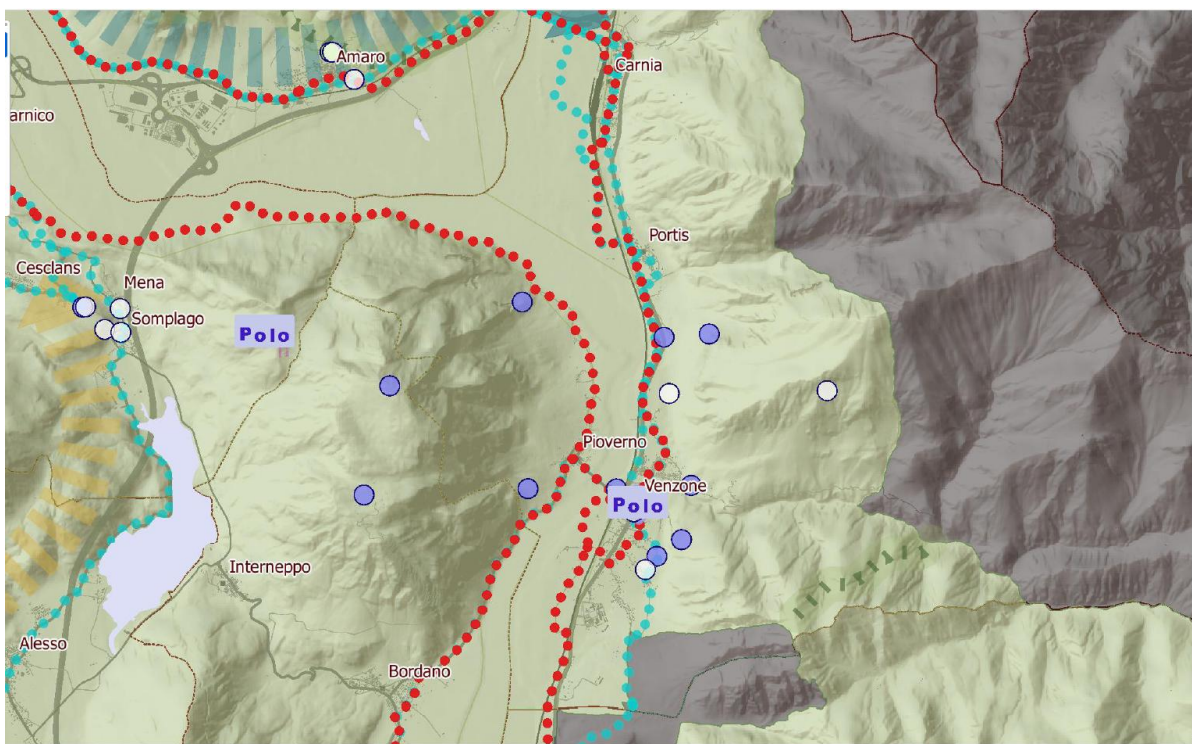 Amaro
Carnia
arnico
Portis
Cesclans
Mena
Somplago
Polo
Pioverno
Venzone
Polo
Interneppo
Alesso
Bordano